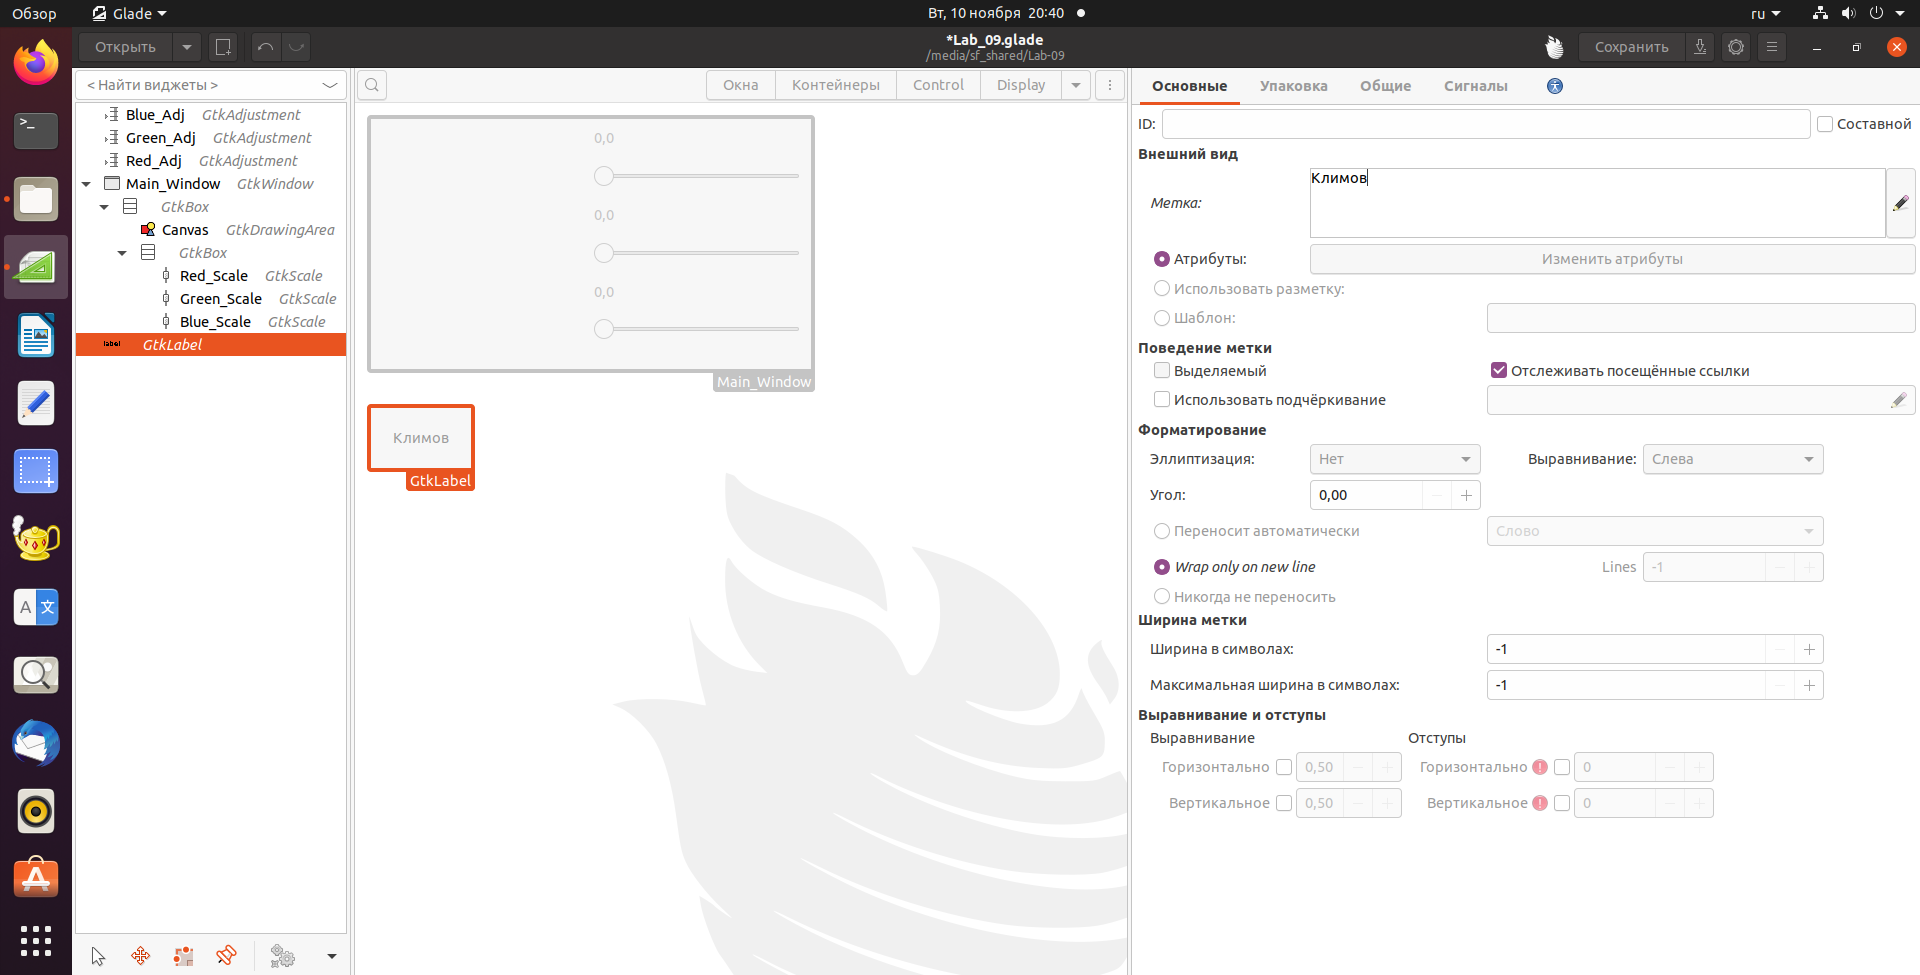 Обзор
Glade
Вт, 10 ноября 20:40
ru
Открыть
*Lab_09.glade
/media/sf_shared/Lab-09
Сохранить
< Найти виджеты >
Окна
Контейнеры
Control
Display
Основные
Упаковка
Общие
Сигналы
Blue_Adj GtkAdjustment
Green_Adj GtkAdjustment
Red_Adj GtkAdjustment
Main_Window GtkWindow
GtkBox
Canvas GtkDrawingArea
GtkBox
Red_Scale GtkScale
Green_Scale GtkScale
Blue_Scale GtkScale
label GtkLabel
0,0
0,0
0,0
Main_Window
Климов
GtkLabel
ID:
Составной
Внешний вид
Метка:
Климов
Атрибуты:
Изменить атрибуты
Использовать разметку:
Шаблон:
Поведение метки
Выделяемый
Отслеживать посещённые ссылки
Использовать подчёркивание
Форматирование
Эллиптизация:
Нет
Выравнивание:
Слева
Угол:
0,00
Переносит автоматически
Слово
Wrap only on new line
Lines
-1
Никогда не переносить
Ширина метки
Ширина в символах:
-1
Максимальная ширина в символах:
-1
Выравнивание и отступы
Выравнивание
Отступы
Горизонтально
0,50
Горизонтально
0
Вертикальное
0,50
Вертикальное
0